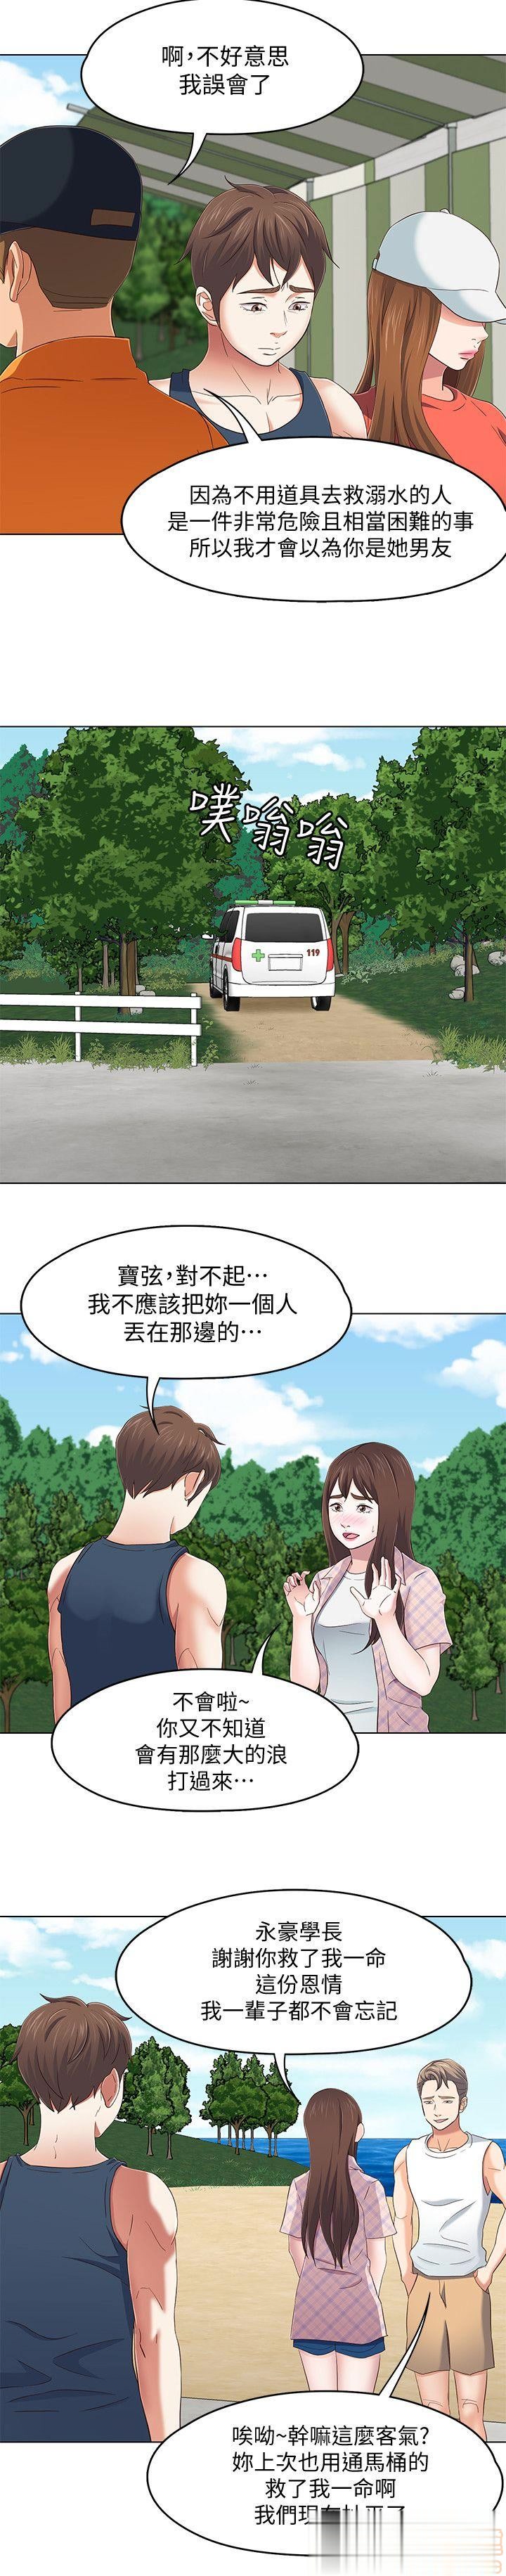 啊，不好意思
我誤會了
因為不用道具去救溺水的人
是一件非常危險且相當困難的事
所以我才會以為你是她男友
噗嗡嗡
119
寶弦，對不起…
我不應該把妳一個人
丟在那邊的…
不會啦~
你又不知道
會有那麼大的浪
打過來…
永豪學長
謝謝你救了我一命
這份恩情
我一輩子都不會忘記
唉呦~幹嘛這麼客氣?
妳上次也用通馬桶的
救了我一命啊
我們現在扯平了